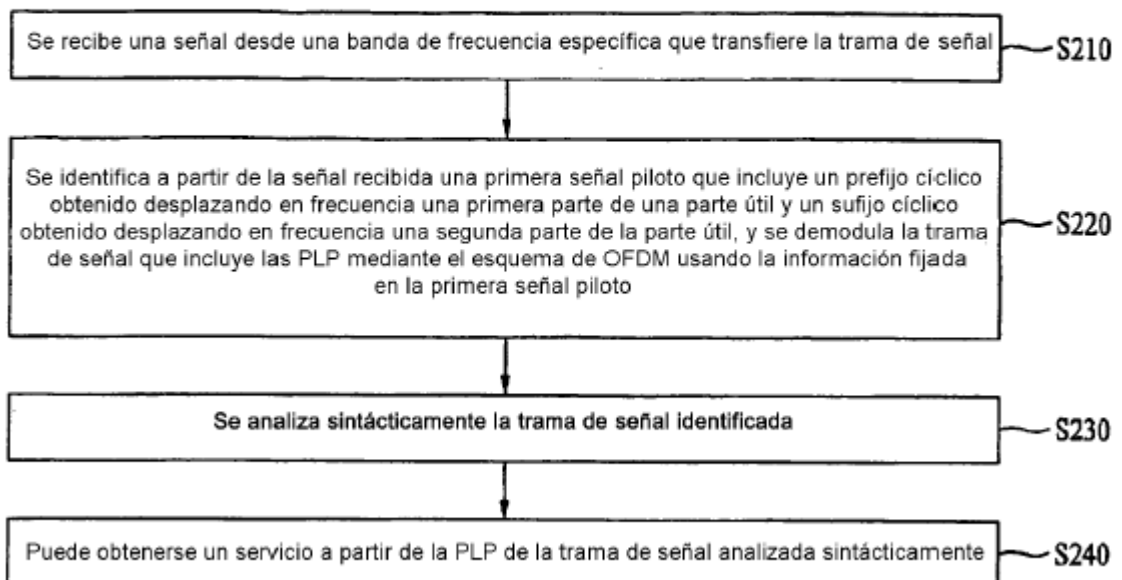 Se recibe una señal desde una banda de frecuencia específica que transfiere la trama de señal
S210
Se identifica a partir de la señal recibida una primera señal piloto que incluye un prefijo cíclico
obtenido desplazando en frecuencia una primera parte de una parte útil y un sufijo cíclico
obtenido desplazando en frecuencia una segunda parte de la parte útil, y se demodula la trama
de señal que incluye las PLP mediante el esquema de OFDM usando la información fijada
en la primera señal piloto
S220
Se analiza sintácticamente la trama de señal identificada
S230
Puede obtenerse un servicio a partir de la PLP de la trama de señal analizada sintácticamente
S240